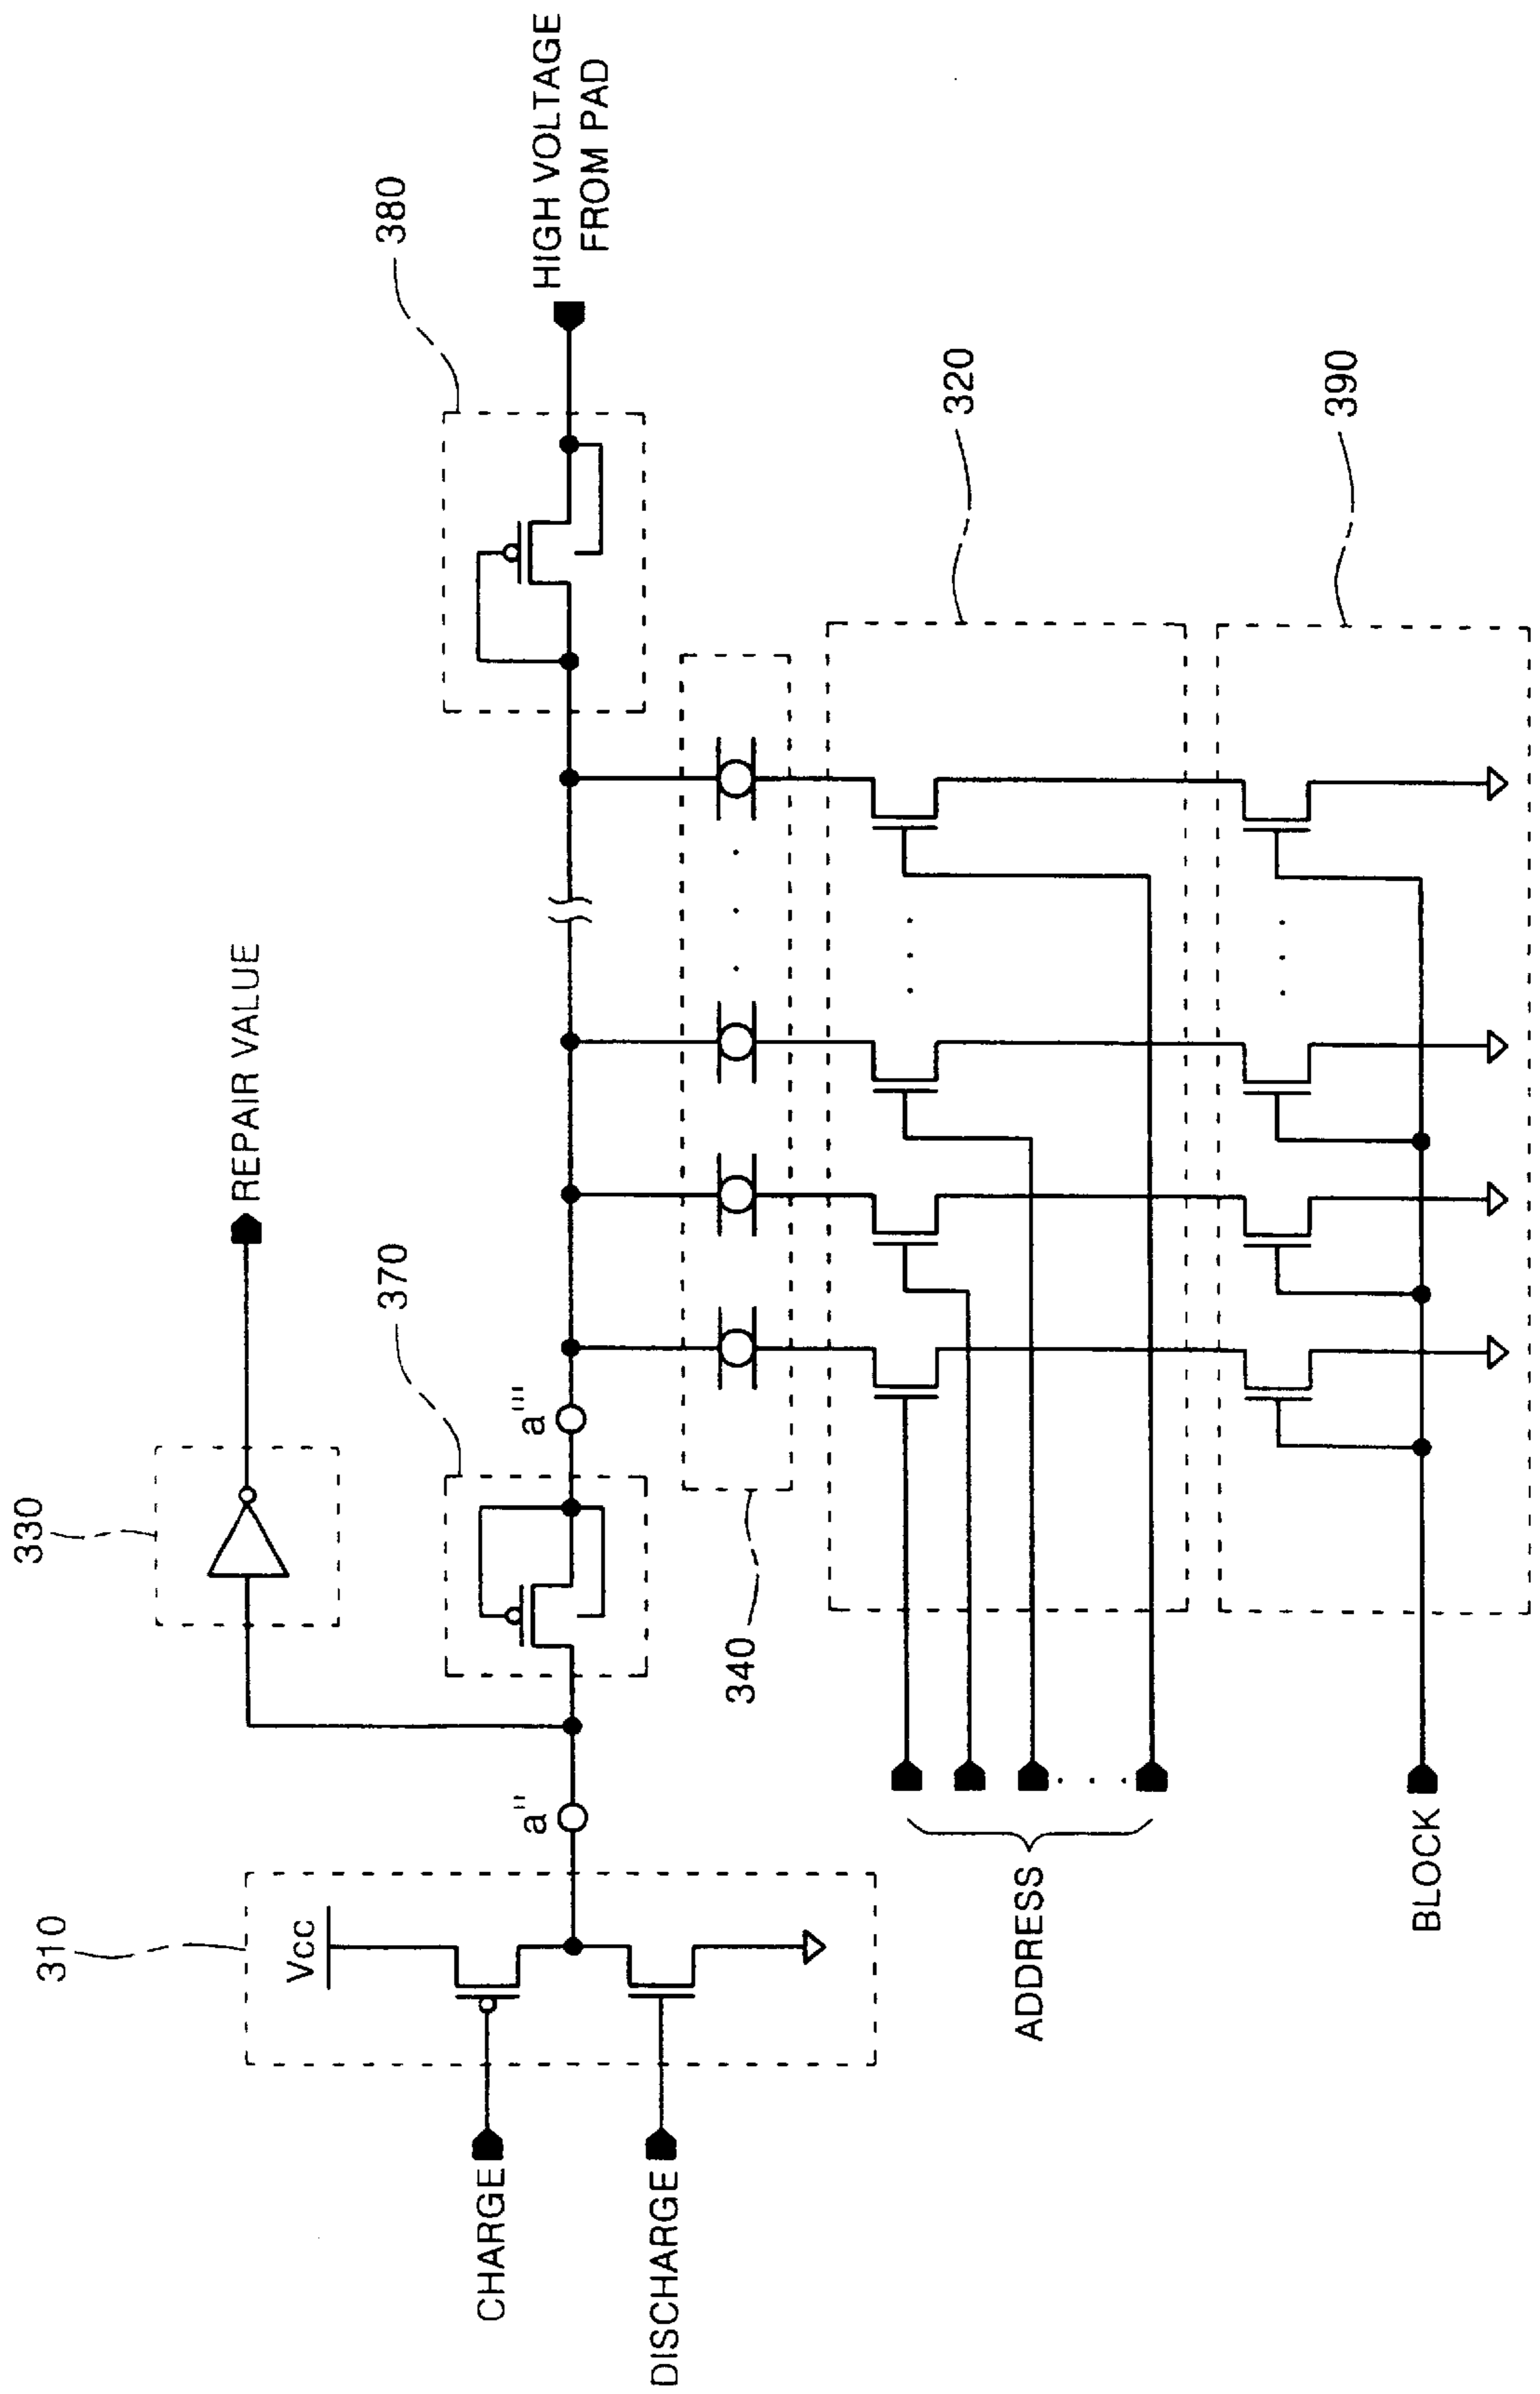 330
REPAIR VALUE
310
Vcc
370
380
CHARGE
a''
a'''
HIGH VOLTAGE
FROM PAD
DISCHARGE
340
320
ADDRESS
390
BLOCK